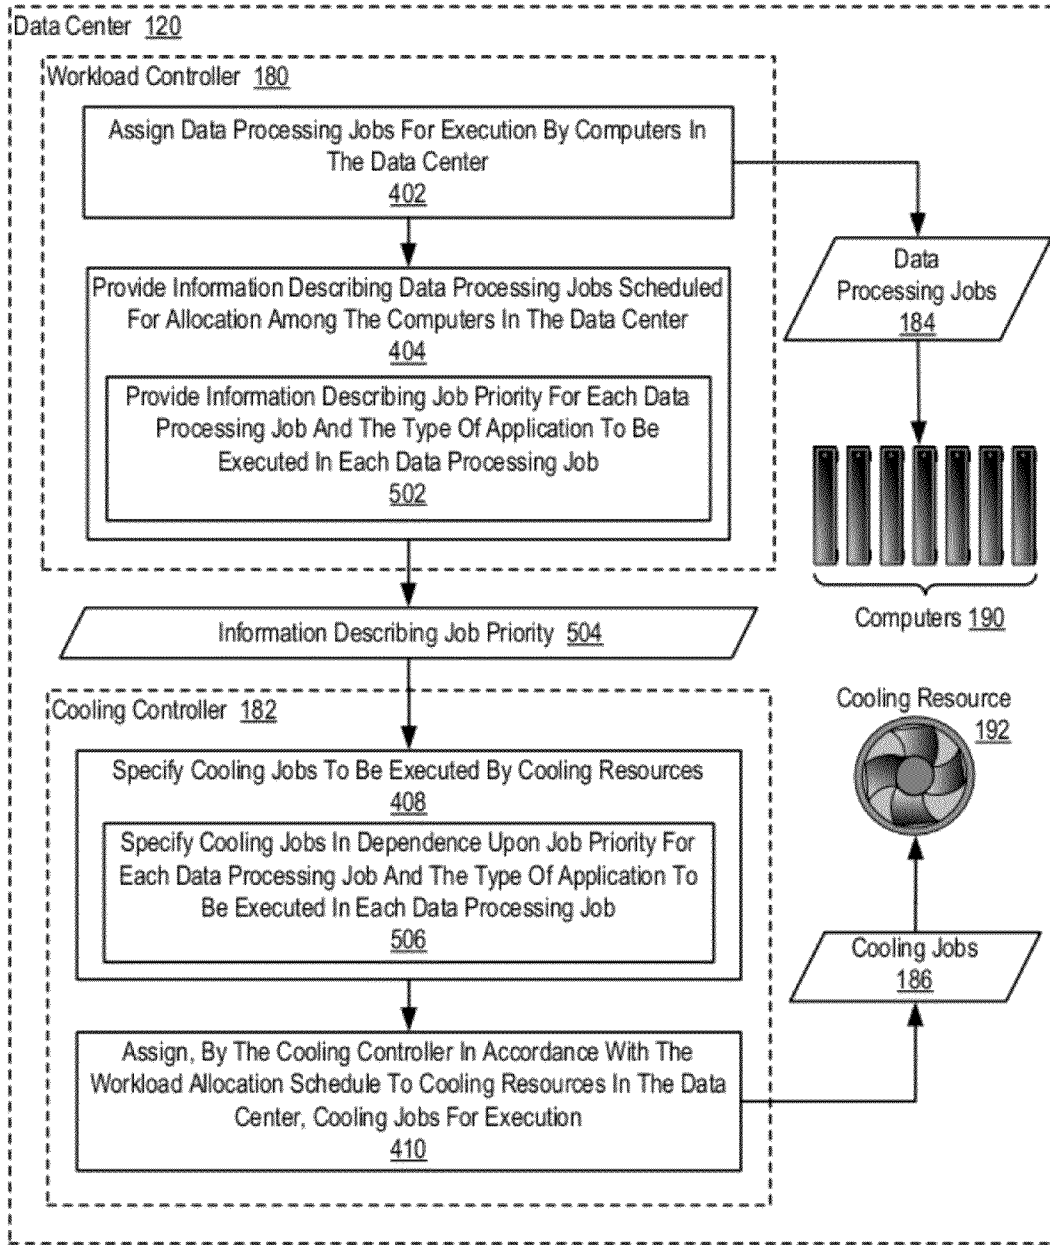 Data Center 120
Workload Controller 180
Assign Data Processing Jobs For Execution By Computers In
The Data Center
402
Provide Information Describing Data Processing Jobs Scheduled
For Allocation Among The Computers In The Data Center
404
Provide Information Describing Job Priority For Each Data
Processing Job And The Type Of Application To Be
Executed In Each Data Processing Job
502
Data
Processing Jobs
184
Computers 190
Information Describing Job Priority 504
Cooling Controller 182
Specify Cooling Jobs To Be Executed By Cooling Resources
408
Specify Cooling Jobs In Dependence Upon Job Priority For
Each Data Processing Job And The Type Of Application To
Be Executed In Each Data Processing Job
506
Assign, By The Cooling Controller In Accordance With The
Workload Allocation Schedule To Cooling Resources In The Data
Center, Cooling Jobs For Execution
410
Cooling Resource
192
Cooling Jobs
186